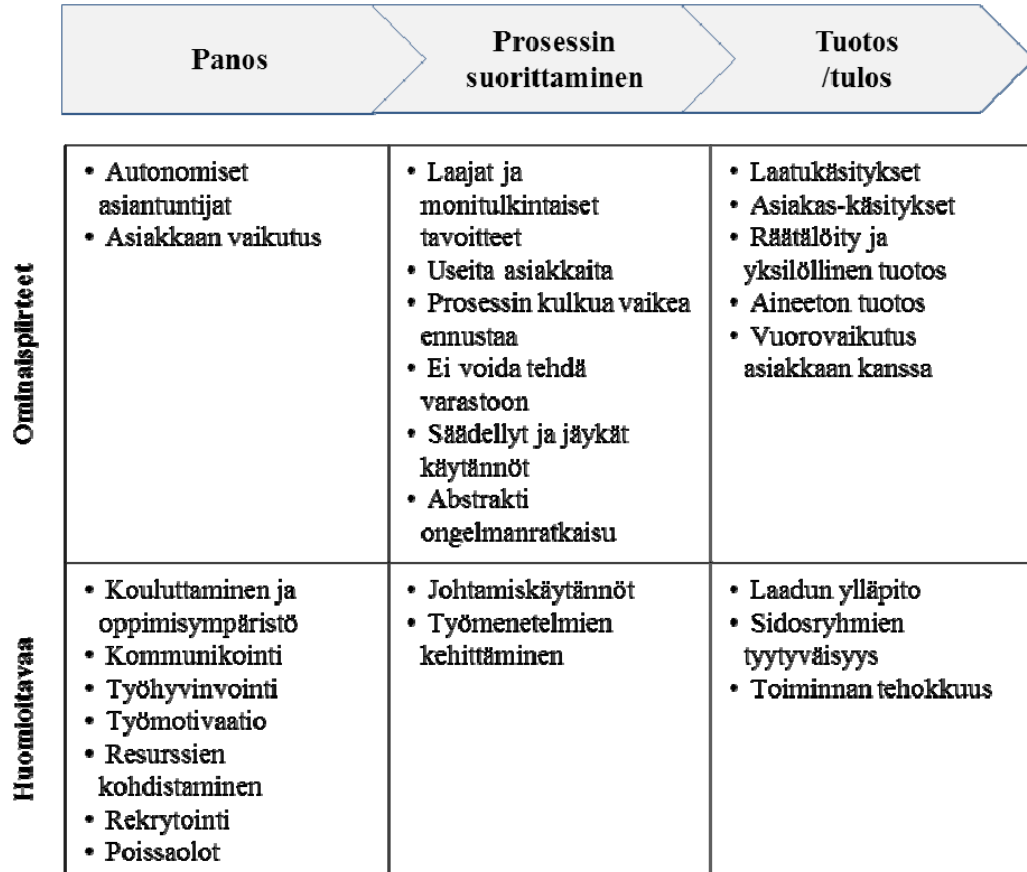 Panos
Prosessin
suorittaminen
Tuotos
/tulos
Ominaispiirteet
• Autonomiset
asiantuntijat
• Asiakkaan vaikutus
• Laajat ja
monitulkintaiset
tavoitteet
• Useita asiakkaita
• Prosessin kulkua vaikea
ennustaa
• Ei voida tehdä
varastoon
• Säädellyt ja jäykät
käytännöt
• Abstrakti
ongelmanratkaisu
• Laatukäsitykset
• Asiakas-käsitykset
• Räätälöity ja
yksilöllinen tuotos
• Aineeton tuotos
• Vuorovaikutus
asiakkaan kanssa
Huomioitavaa
• Kouluttaminen ja
oppimisympäristö
• Kommunikointi
• Työhyvinvointi
• Työmotivaatio
• Resurssien
kohdistaminen
• Rekrytointi
• Poissaolot
• Johtamiskäytännöt
• Työmenetelmien
kehittäminen
• Laadun ylläpito
• Sidosryhmien
tyytyväisyys
• Toiminnan tehokkuus